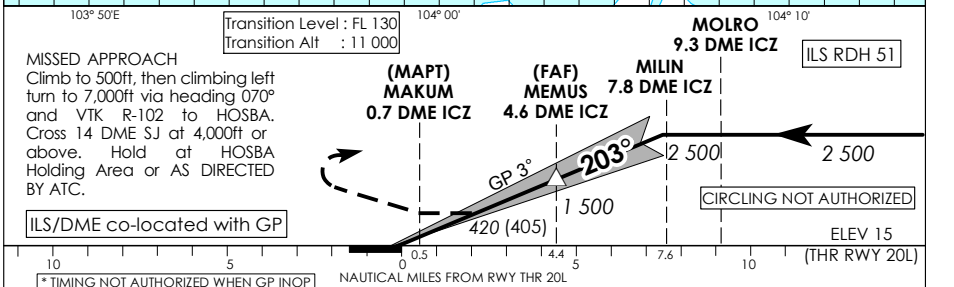 103° 50'E
104° 00'
104° 10'
Transition Level : FL 130
Transition Alt : 11 000
MOLRO
9.3 DME ICZ
ILS RDH 51
MISSED APPROACH
Climb to 500ft, then climbing left
turn to 7,000ft via heading 070°
and VTK R-102 to HOSBA.
Cross 14 DME SJ at 4,000ft or
above. Hold at HOSBA
Holding Area or AS DIRECTED
BY ATC.
(MAPT)
MAKUM
0.7 DME ICZ
(FAF)
MEMUS
4.6 DME ICZ
MILIN
7.8 DME ICZ
GP 3°
203°
2 500
2 500
1 500
420 (405)
CIRCLING NOT AUTHORIZED
ILS/DME co-located with GP
ELEV 15
(THR RWY 20L)
10
5
0
0.5
4.4
5
7.6
10
* TIMING NOT AUTHORIZED WHEN GP INOP
NAUTICAL MILES FROM RWY THR 20L